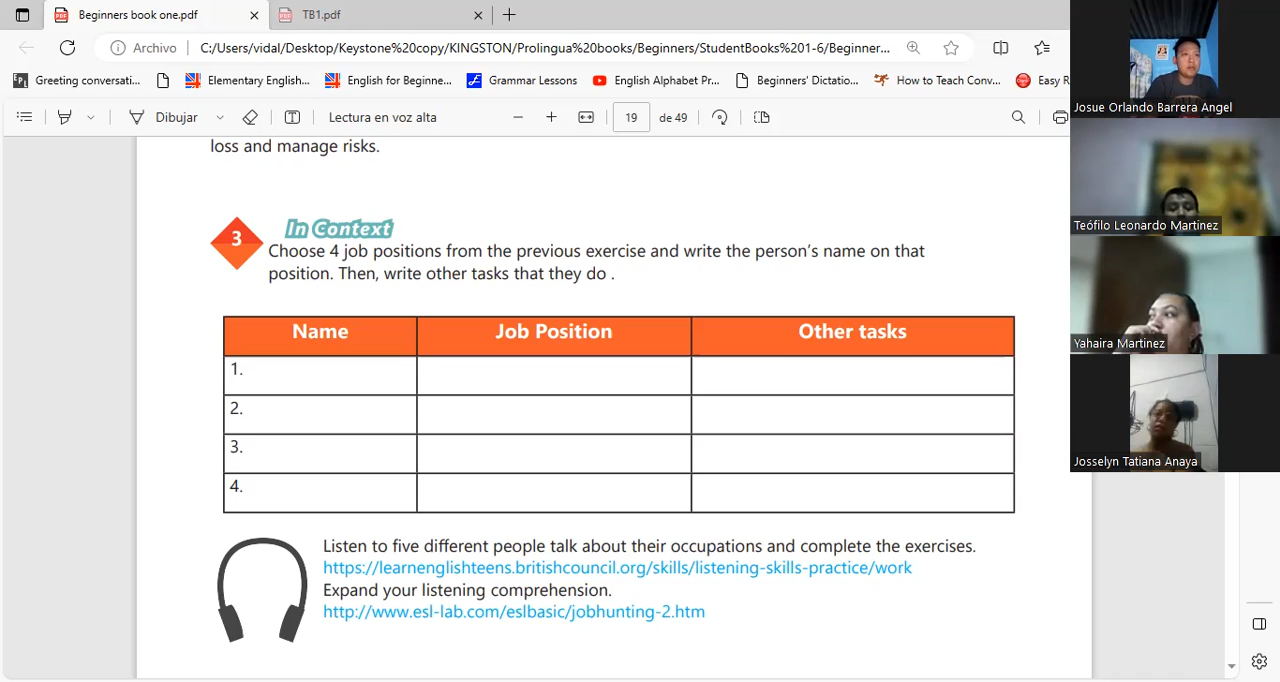 Beginners book one.pdf
TB1.pdf
Archivo
C:/Users/vidal/Desktop/Keystone%20copy/KINGSTON/Prolingua%20books/Beginners/StudentBooks%201-6/Beginner...
Greeting conversati...
Elementary English...
English for Beginne...
Grammar Lessons
English Alphabet Pr...
Beginners' Dictatio...
How to Teach Conv...
Easy R
Dibujar
Lectura en voz alta
19
de 49
loss and manage risks.
3
In Context
Choose 4 job positions from the previous exercise and write the person's name on that
position. Then, write other tasks that they do .
Name
Job Position
Other tasks
1.
2.
3.
4.
Listen to five different people talk about their occupations and complete the exercises.
https://learnenglishteens.britishcouncil.org/skills/listening-skills-practice/work
Expand your listening comprehension.
http://www.esl-lab.com/eslbasic/jobhunting-2.htm
Josue Orlando Barrera Angel
Teófilo Leonardo Martinez
Yahaira Martinez
Josselyn Tatiana Anaya